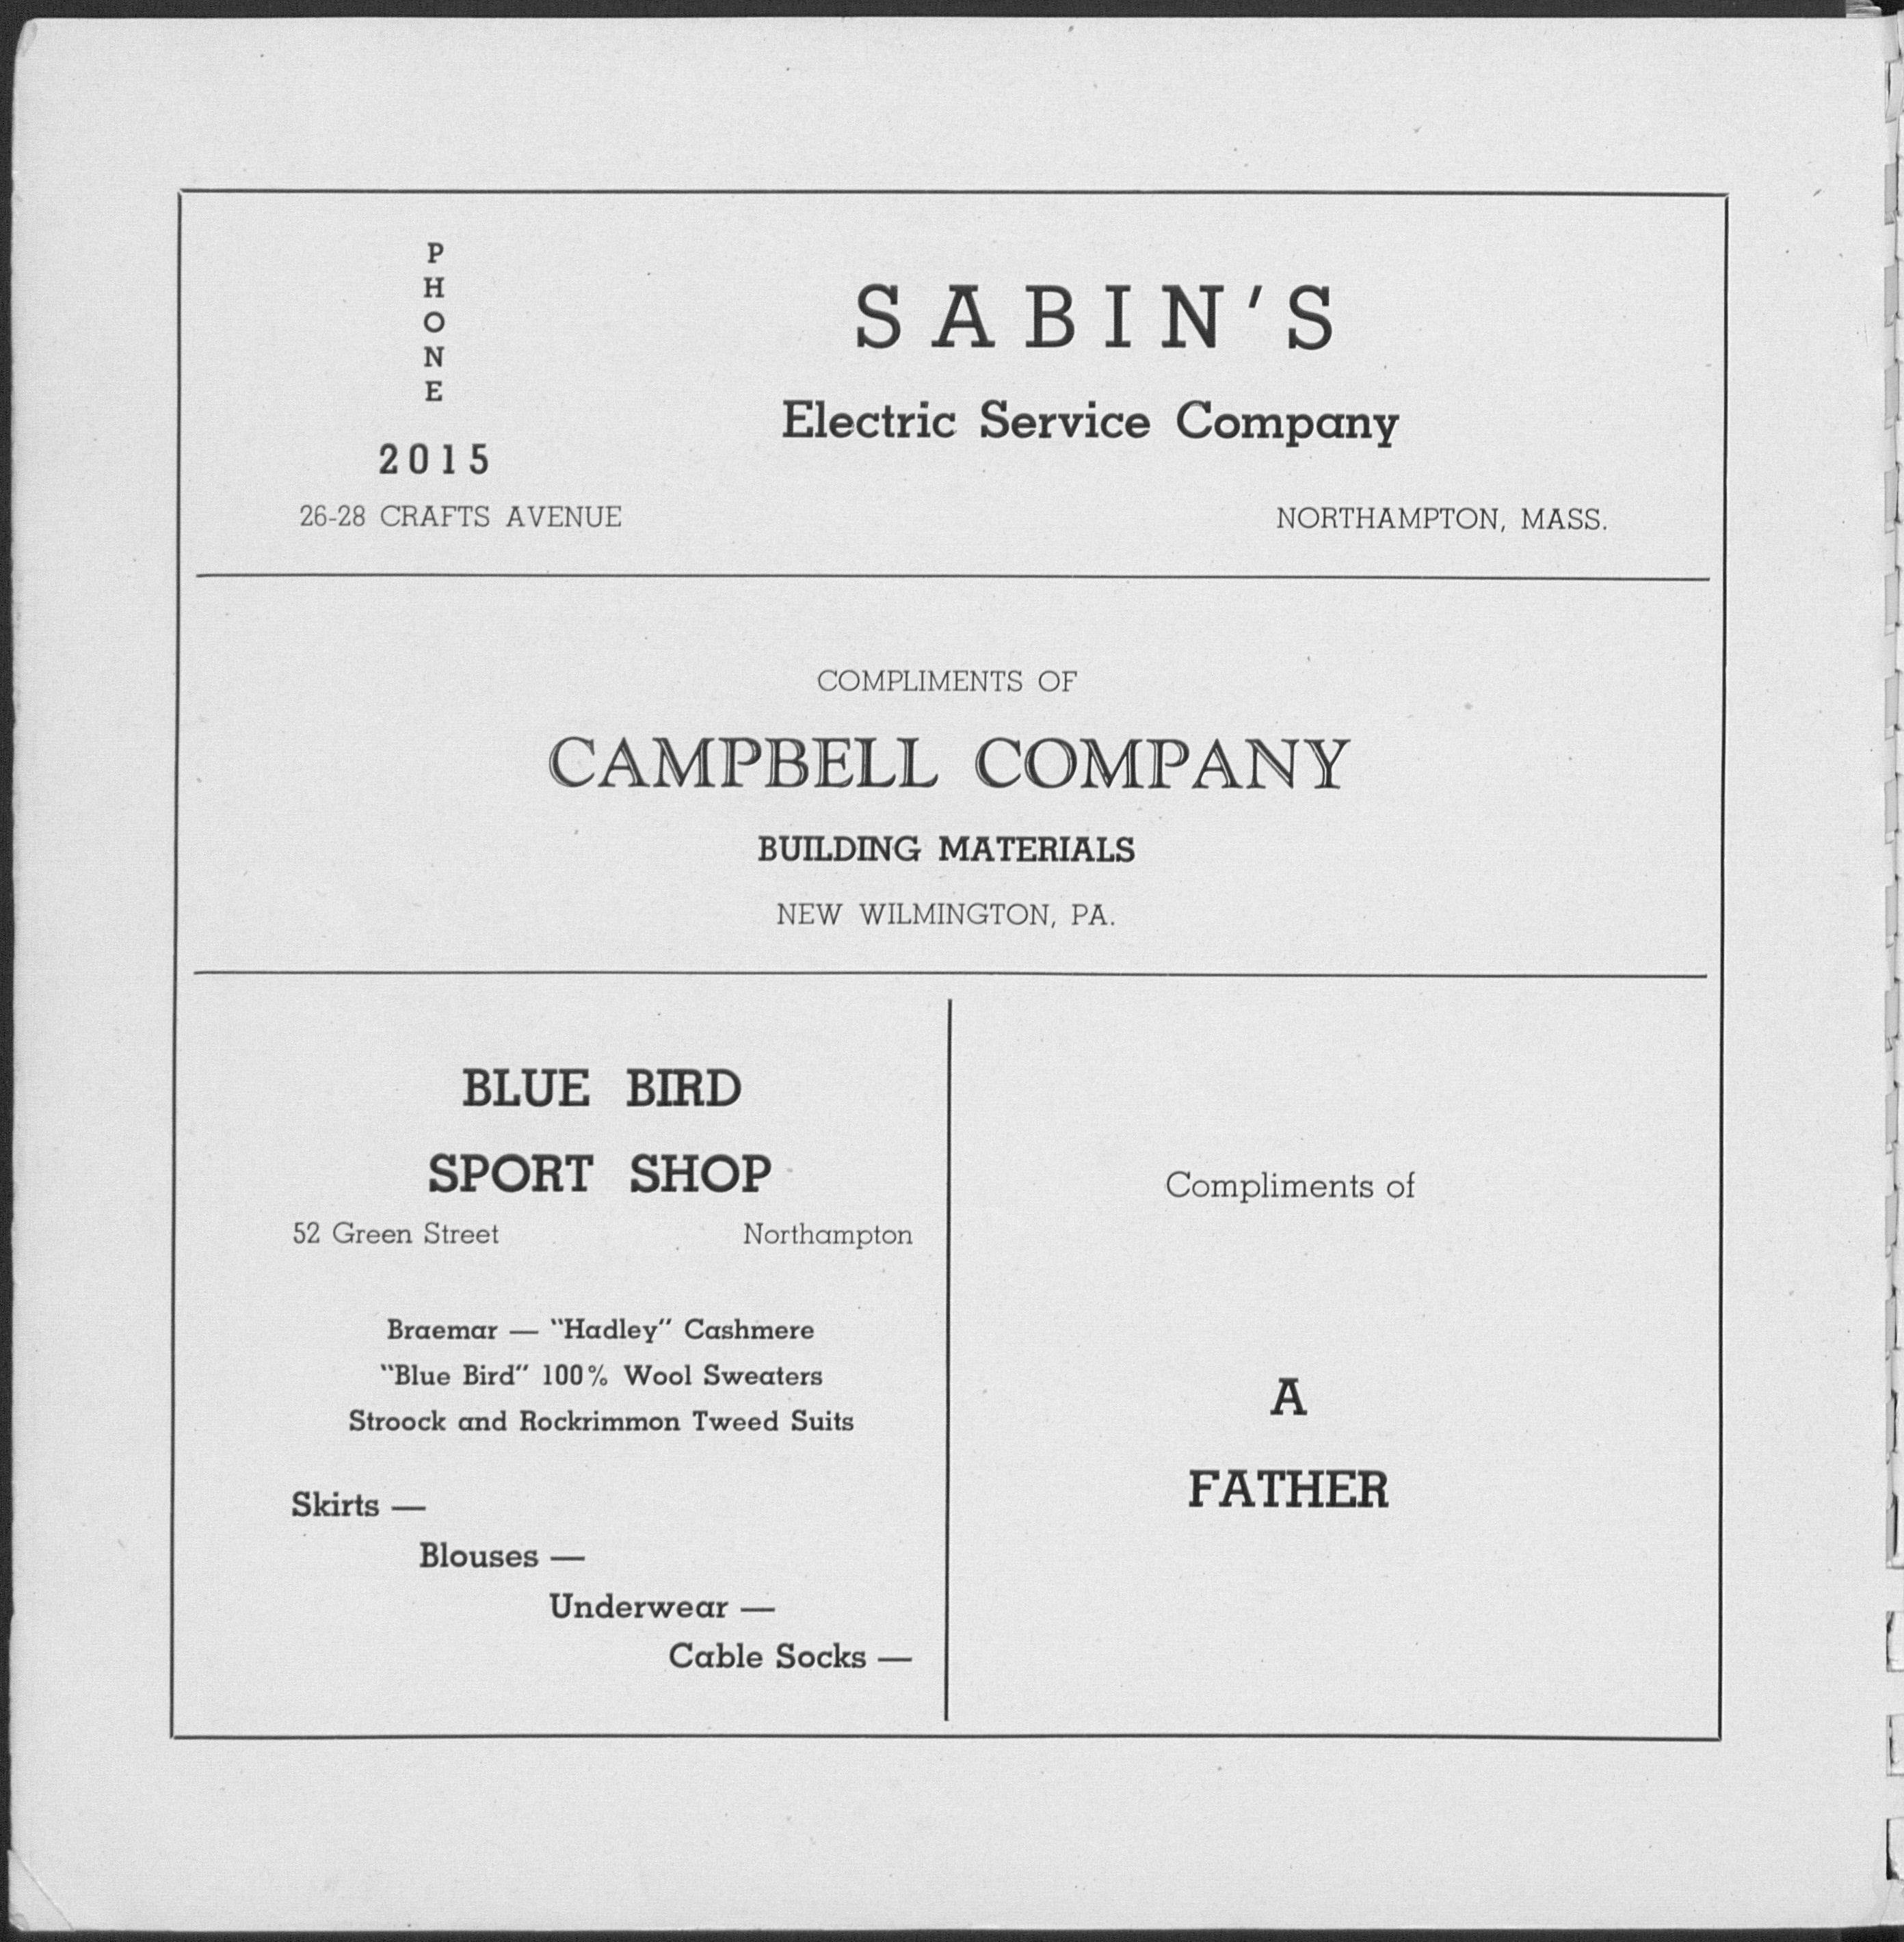 P
H
O
N
E
2015
SABIN'S
Electric Service Company
26-28 CRAFTS AVENUE NORTHAMPTON, MASS.
COMPLIMENTS OF
CAMPBELL COMPANY
BUILDING MATERIALS
NEW WILMINGTON, PA.
BLUE BIRD
SPORT SHOP
52 Green Street Northampton
Braemar — "Hadley" Cashmere
"Blue Bird" 100% Wool Sweaters
Stroock and Rockrimmon Tweed Suits
Skirts —
Blouses —
Underwear —
Cable Socks —
Compliments of
A
FATHER